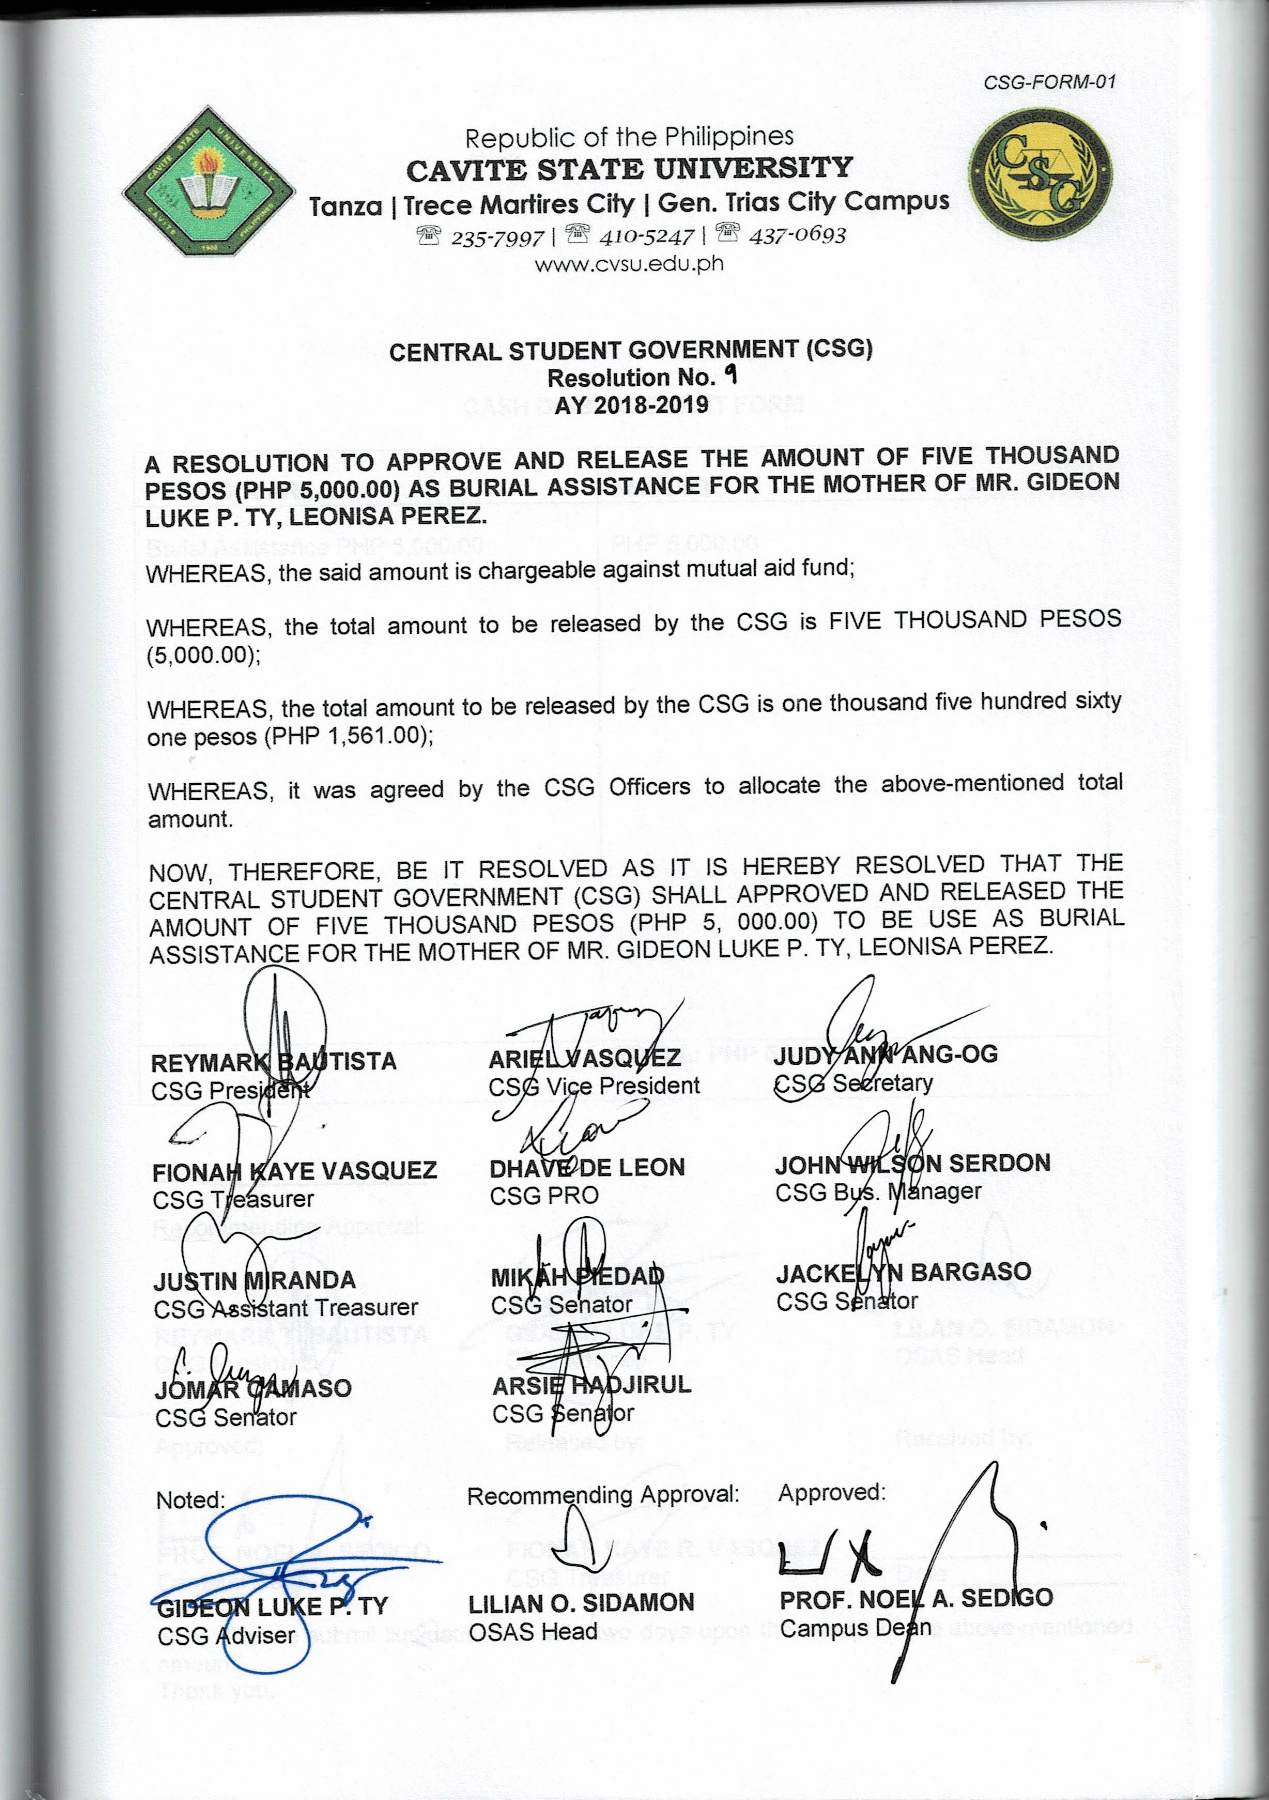 CSG-FORM-01
Republic of the Philippines
CAVITE STATE UNIVERSITY
Tanza | Trece Martires City | Gen. Trias City Campus
☏ 235-7997 | ☏ 410-5247 | ☏ 437-0693
www.cvsu.edu.ph
CAVITE STATE UNIVERSITY
CAVITE PHILIPPINES
1906
CSG
CENTRAL STUDENT GOVERNMENT (CSG)
Resolution No. 9
AY 2018-2019
A RESOLUTION TO APPROVE AND RELEASE THE AMOUNT OF FIVE THOUSAND
PESOS (PHP 5,000.00) AS BURIAL ASSISTANCE FOR THE MOTHER OF MR. GIDEON
LUKE P. TY, LEONISA PEREZ.
WHEREAS, the said amount is chargeable against mutual aid fund;
WHEREAS, the total amount to be released by the CSG is FIVE THOUSAND PESOS
(5,000.00);
WHEREAS, the total amount to be released by the CSG is one thousand five hundred sixty
one pesos (PHP 1,561.00);
WHEREAS, it was agreed by the CSG Officers to allocate the above-mentioned total
amount.
NOW, THEREFORE, BE IT RESOLVED AS IT IS HEREBY RESOLVED THAT THE
CENTRAL STUDENT GOVERNMENT (CSG) SHALL APPROVED AND RELEASED THE
AMOUNT OF FIVE THOUSAND PESOS (PHP 5, 000.00) TO BE USE AS BURIAL
ASSISTANCE FOR THE MOTHER OF MR. GIDEON LUKE P. TY, LEONISA PEREZ.
REYMARK BAUTISTA ARIEL VASQUEZ JUDY ANN ANG-OG
CSG President CSG Vice President CSG Secretary
FIONAH KAYE VASQUEZ DHAVE DE LEON JOHN WILSON SERDON
CSG Treasurer CSG PRO CSG Bus. Manager
JUSTIN MIRANDA MIKAH PIEDAD JACKELYN BARGASO
CSG Assistant Treasurer CSG Senator CSG Senator
JOMAR GAMASO ARSIE HADJIRUL
CSG Senator CSG Senator
Noted: Recommending Approval: Approved:
GIDEON LUKE P. TY LILIAN O. SIDAMON PROF. NOEL A. SEDIGO
CSG Adviser OSAS Head Campus Dean